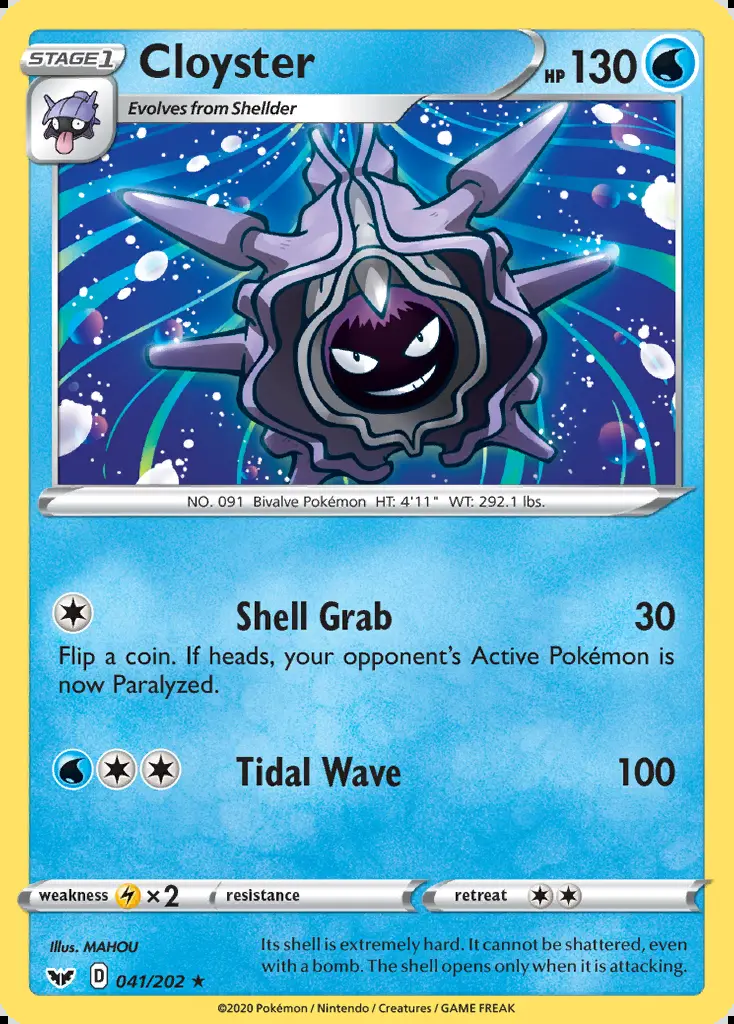 STAGE1
Cloyster
HP 130
Evolves from Shellder
NO. 091 Bivalve Pokémon HT: 4'11" WT: 292.1 lbs.
Shell Grab 30
Flip a coin. If heads, your opponent's Active Pokémon is
now Paralyzed.
Tidal Wave 100
weakness ×2 resistance retreat
Illus. MAHOU
Its shell is extremely hard. It cannot be shattered, even
with a bomb. The shell opens only when it is attacking.
D 041/202 ★
©2020 Pokémon / Nintendo / Creatures / GAME FREAK